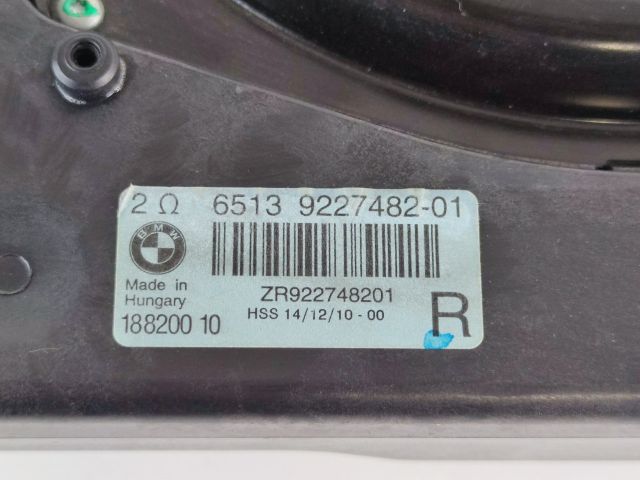 2 Ω 6513 9227482-01
BMW
Made in
Hungary
ZR922748201
HSS 14/12/10 - 00
188200 10
R